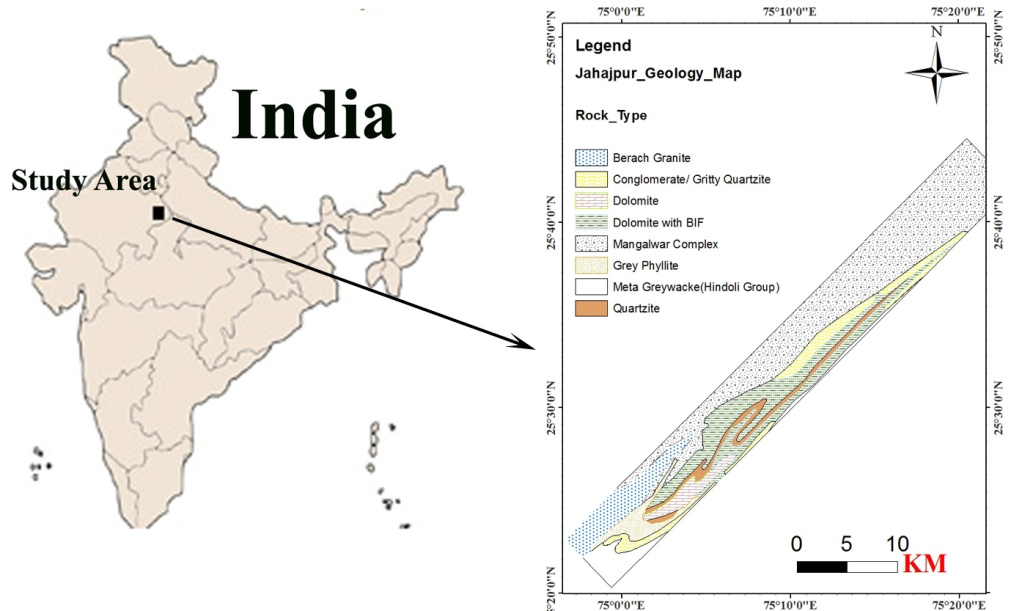 India
Study Area
75°0'0"E 75°10'0"E 75°20'0"E
25°50'0"N
25°40'0"N
25°30'0"N
25°20'0"N
25°50'0"N
25°40'0"N
25°30'0"N
25°20'0"N
N
Legend
Jahajpur_Geology_Map
Rock_Type
Berach Granite
Conglomerate/ Gritty Quartzite
Dolomite
Dolomite with BIF
Mangalwar Complex
Grey Phyllite
Meta Greywacke(Hindoli Group)
Quartzite
0 5 10
KM
75°0'0"E 75°10'0"E 75°20'0"E